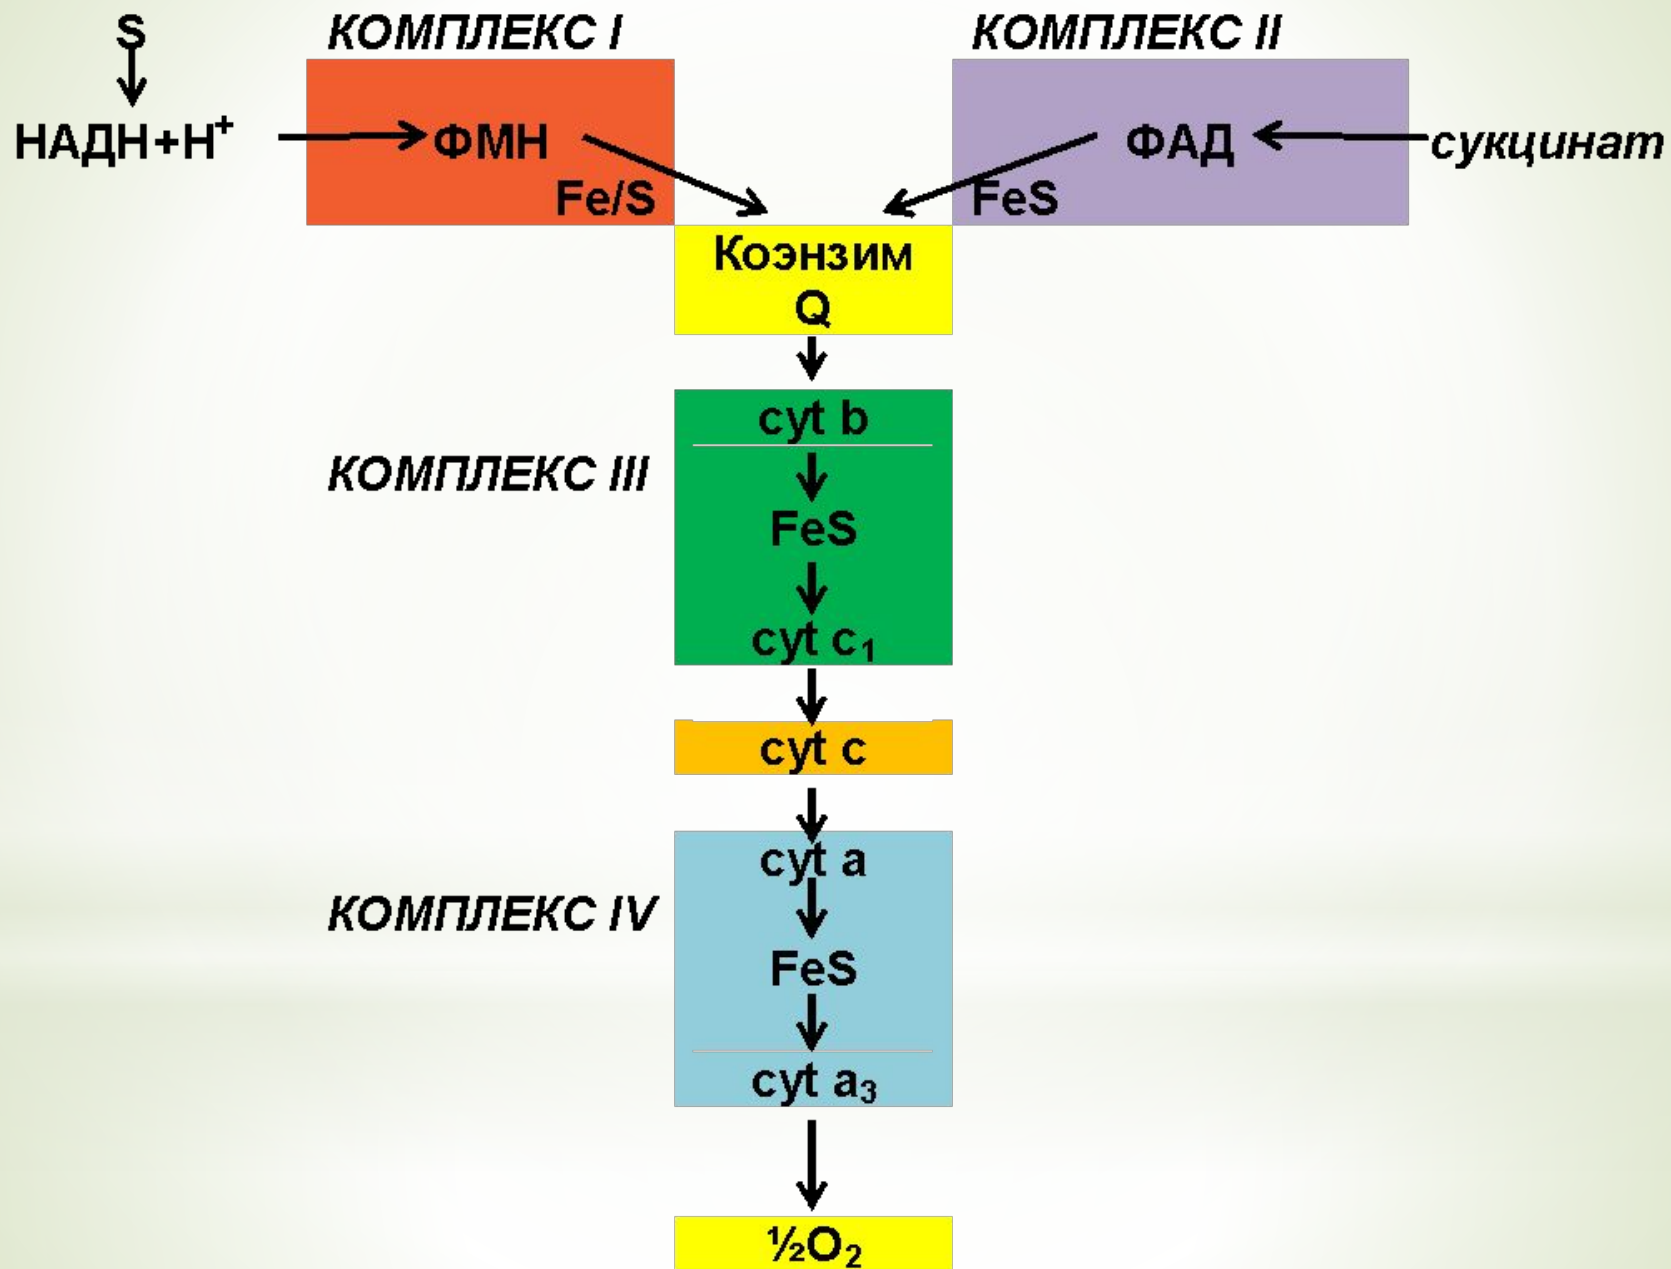 S
КОМПЛЕКС I
КОМПЛЕКС II
НАДН+Н⁺
ФМН
ФАД
сукцинат
Fe/S
FeS
Коэнзим
Q
cyt b
КОМПЛЕКС III
FeS
cyt c₁
cyt c
cyt a
КОМПЛЕКС IV
FeS
cyt a₃
½O₂